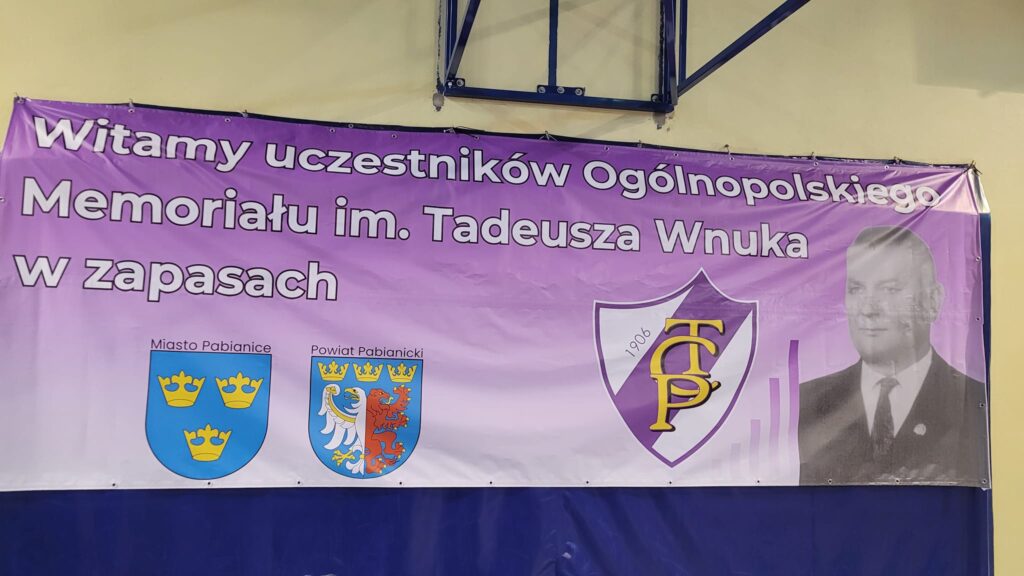 Witamy uczestników Ogólnopolskiego
Memoriału im. Tadeusza Wnuka
w zapasach
Miasto Pabianice
Powiat Pabianicki
1906
TCP